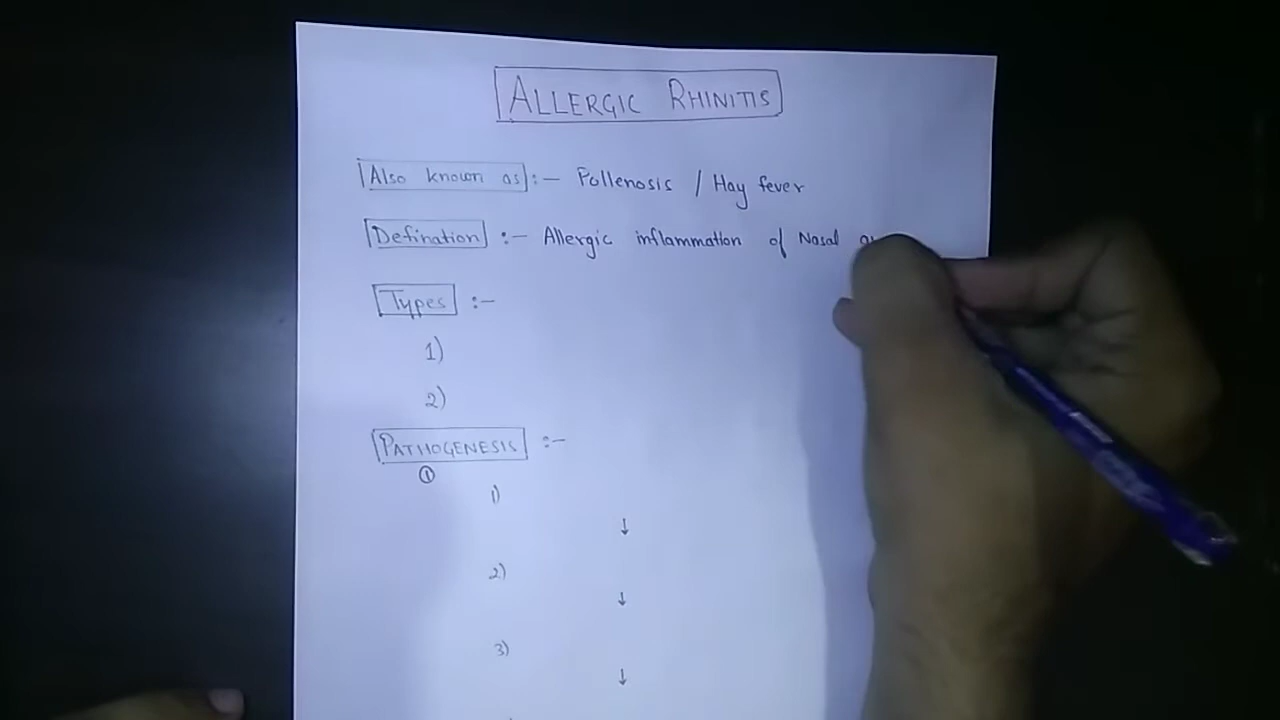 ALLERGIC RHINITIS
Also known as :- Pollenosis / Hay fever
Defination :- Allergic inflammation of Nasal
Types :-
1)
2)
PATHOGENESIS :-
①
1)
↓
2)
↓
3)
↓